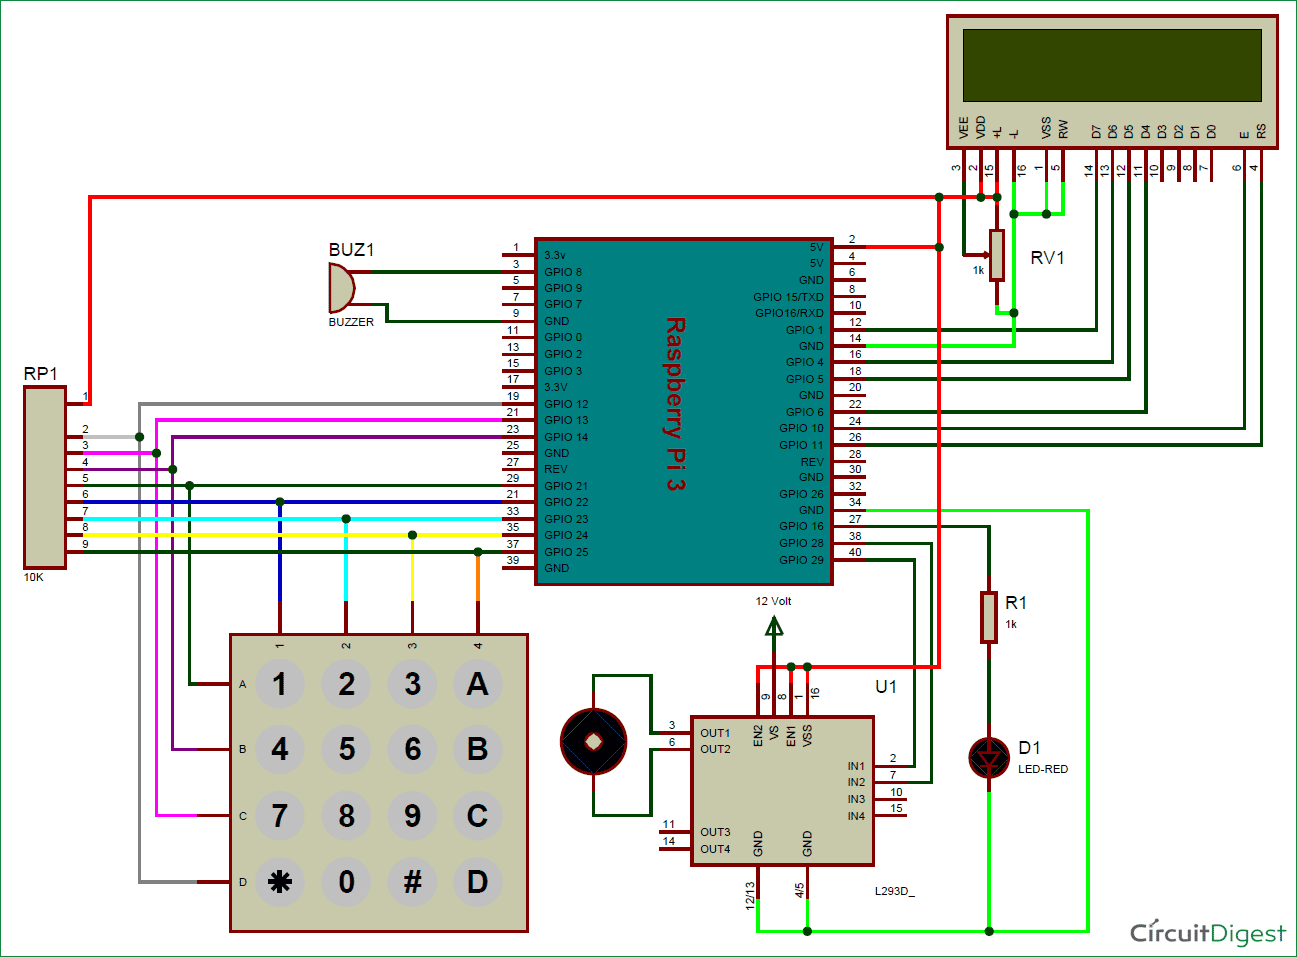 VEE VDD +L -L VSS RW D7 D6 D5 D4 D3 D2 D1 D0 E RS
3 2 15 16 1 5 14 13 12 11 10 9 8 7 6 4
RV1
1k
BUZ1
BUZZER
Raspberry Pi 3
1 3.3v
3 GPIO 8
5 GPIO 9
7 GPIO 7
9 GND
11 GPIO 0
13 GPIO 2
15 GPIO 3
17 3.3V
19 GPIO 12
21 GPIO 13
23 GPIO 14
25 GND
27 REV
29 GPIO 21
21 GPIO 22
33 GPIO 23
35 GPIO 24
37 GPIO 25
39 GND
5V 2
5V 4
GND 6
GPIO 15/TXD 8
GPIO16/RXD 10
GPIO 1 12
GND 14
GPIO 4 16
GPIO 5 18
GND 20
GPIO 6 22
GPIO 10 24
GPIO 11 26
REV 28
GND 30
GPIO 26 32
GND 34
GPIO 16 27
GPIO 28 38
GPIO 29 40
RP1
1
2
3
4
5
6
7
8
9
10K
1 2 3 4
A 1 2 3 A
B 4 5 6 B
C 7 8 9 C
D * 0 # D
12 Volt
R1
1k
D1
LED-RED
U1
9 8 1 16
EN2 VS EN1 VSS
3 OUT1
6 OUT2
11 OUT3
14 OUT4
IN1 2
IN2 7
IN3 10
IN4 15
GND GND
12/13 4/5
L293D_
CircuitDigest